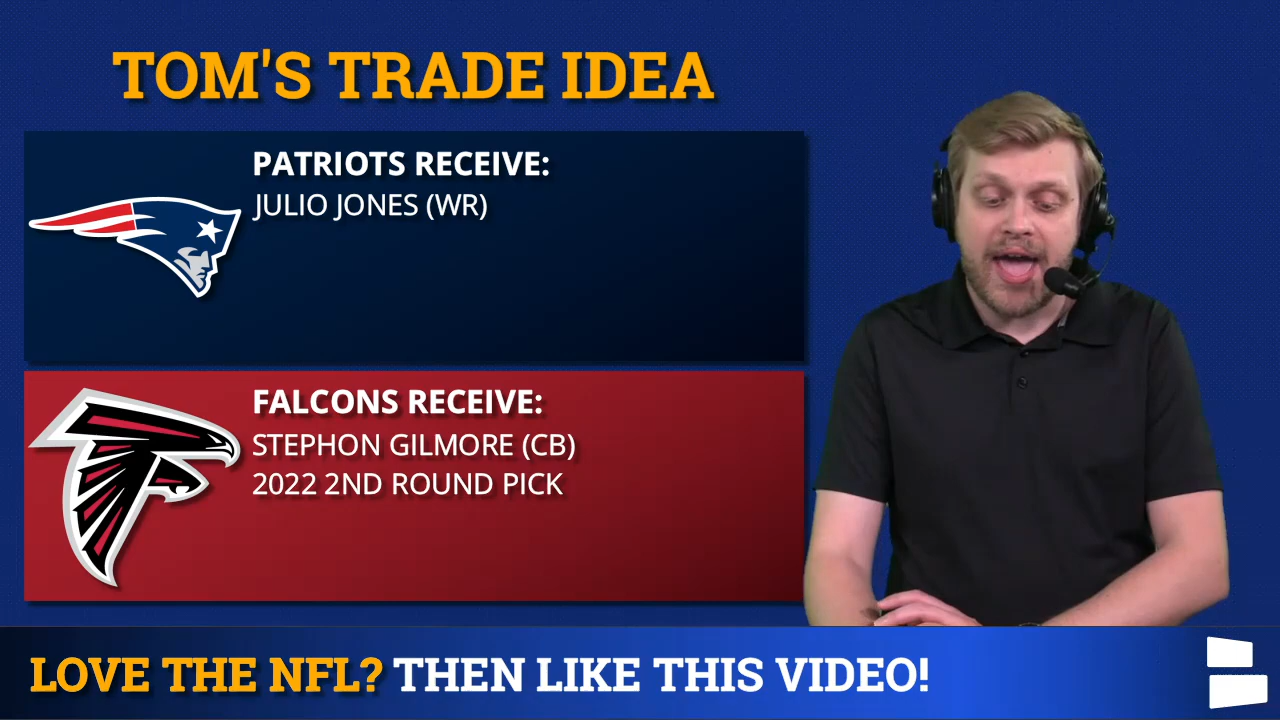 TOM'S TRADE IDEA
PATRIOTS RECEIVE:
JULIO JONES (WR)
FALCONS RECEIVE:
STEPHON GILMORE (CB)
2022 2ND ROUND PICK
LOVE THE NFL? THEN LIKE THIS VIDEO!